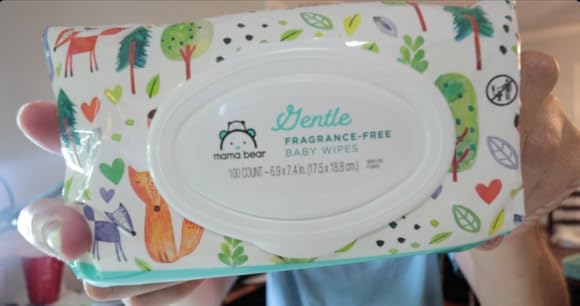 Gentle
FRAGRANCE-FREE
BABY WIPES
mama bear
100 COUNT – 6.9 x 7.4 in. (17.5 x 18.8 cm.)